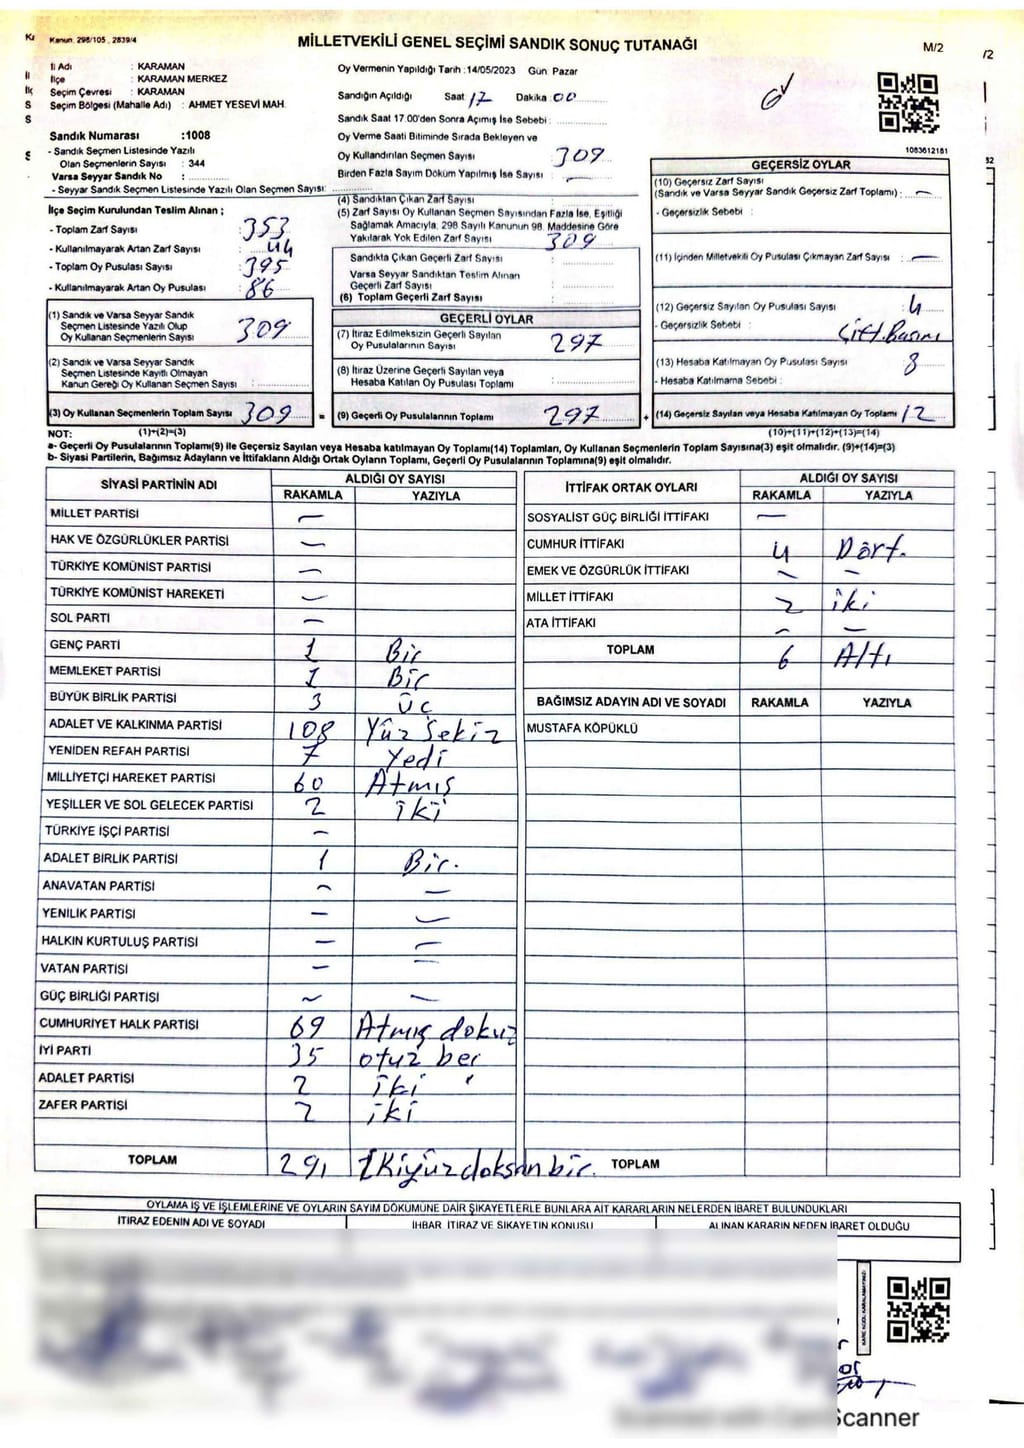 Kanun: 298/105, 2839/4
MİLLETVEKİLİ GENEL SEÇİMİ SANDIK SONUÇ TUTANAĞI
M/2
/2
İl Adı : KARAMAN
İlçe : KARAMAN MERKEZ
Seçim Çevresi : KARAMAN
Seçim Bölgesi (Mahalle Adı) : AHMET YESEVİ MAH.
Sandık Numarası :1008
- Sandık Seçmen Listesinde Yazılı
Olan Seçmenlerin Sayısı : 344
Varsa Seyyar Sandık No :
- Seyyar Sandık Seçmen Listesinde Yazılı Olan Seçmen Sayısı:
Oy Vermenin Yapıldığı Tarih :14/05/2023 Gün: Pazar
Sandığın Açıldığı Saat 17 Dakika 00
Sandık Saat 17.00'den Sonra Açımış İse Sebebi :
Oy Verme Saati Bitiminde Sırada Bekleyen ve
Oy Kullandırılan Seçmen Sayısı 309
Birden Fazla Sayım Döküm Yapılmış İse Sayısı : —
1083612181
İlçe Seçim Kurulundan Teslim Alınan ;
- Toplam Zarf Sayısı : 353
- Kullanılmayarak Artan Zarf Sayısı : 44
- Toplam Oy Pusulası Sayısı : 395
- Kullanılmayarak Artan Oy Pusulası : 86
(1) Sandık ve Varsa Seyyar Sandık
Seçmen Listesinde Yazılı Olup
Oy Kullanan Seçmenlerin Sayısı 309
(2) Sandık ve Varsa Seyyar Sandık
Seçmen Listesinde Kayıtlı Olmayan
Kanun Gereği Oy Kullanan Seçmen Sayısı :
(3) Oy Kullanan Seçmenlerin Toplam Sayısı 309 =
(1)+(2)=(3)
(4) Sandıktan Çıkan Zarf Sayısı
(5) Zarf Sayısı Oy Kullanan Seçmen Sayısından Fazla İse, Eşitliği
Sağlamak Amacıyla, 298 Sayılı Kanunun 98. Maddesine Göre
Yakılarak Yok Edilen Zarf Sayısı 309
Sandıkta Çıkan Geçerli Zarf Sayısı :
Varsa Seyyar Sandıktan Teslim Alınan
Geçerli Zarf Sayısı :
(6) Toplam Geçerli Zarf Sayısı :
GEÇERLİ OYLAR
(7) İtiraz Edilmeksizin Geçerli Sayılan
Oy Pusulalarının Sayısı 297
(8) İtiraz Üzerine Geçerli Sayılan veya
Hesaba Katılan Oy Pusulası Toplamı :
(9) Geçerli Oy Pusulalarının Toplamı 297 +
GEÇERSİZ OYLAR
(10) Geçersiz Zarf Sayısı
(Sandık ve Varsa Seyyar Sandık Geçersiz Zarf Toplamı) : —
- Geçersizlik Sebebi :
(11) İçinden Milletvekili Oy Pusulası Çıkmayan Zarf Sayısı : —
(12) Geçersiz Sayılan Oy Pusulası Sayısı : 4
- Geçersizlik Sebebi : Çift Basımı
(13) Hesaba Katılmayan Oy Pusulası Sayısı : 8
- Hesaba Katılmama Sebebi :
(14) Geçersiz Sayılan veya Hesaba Katılmayan Oy Toplamı 12
(10)+(11)+(12)+(13)=(14)
NOT:
a- Geçerli Oy Pusulalarının Toplamı(9) ile Geçersiz Sayılan veya Hesaba katılmayan Oy Toplamı(14) Toplamları, Oy Kullanan Seçmenlerin Toplam Sayısına(3) eşit olmalıdır. (9)+(14)=(3)
b- Siyasi Partilerin, Bağımsız Adayların ve İttifakların Aldığı Ortak Oyların Toplamı, Geçerli Oy Pusulalarının Toplamına(9) eşit olmalıdır.
SİYASİ PARTİNİN ADI
ALDIĞI OY SAYISI
RAKAMLA YAZIYLA
MİLLET PARTİSİ —
HAK VE ÖZGÜRLÜKLER PARTİSİ —
TÜRKİYE KOMÜNİST PARTİSİ —
TÜRKİYE KOMÜNİST HAREKETİ —
SOL PARTİ —
GENÇ PARTİ 1 Bir
MEMLEKET PARTİSİ 1 Bir
BÜYÜK BİRLİK PARTİSİ 3 üç
ADALET VE KALKINMA PARTİSİ 108 Yüz Sekiz
YENİDEN REFAH PARTİSİ 7 Yedi
MİLLİYETÇİ HAREKET PARTİSİ 60 Atmış
YEŞİLLER VE SOL GELECEK PARTİSİ 2 iki
TÜRKİYE İŞÇİ PARTİSİ —
ADALET BİRLİK PARTİSİ 1 Bir.
ANAVATAN PARTİSİ — —
YENİLİK PARTİSİ — —
HALKIN KURTULUŞ PARTİSİ — —
VATAN PARTİSİ — —
GÜÇ BİRLİĞİ PARTİSİ — —
CUMHURİYET HALK PARTİSİ 69 Atmış dokuz
İYİ PARTİ 35 otuz beş
ADALET PARTİSİ 2 iki
ZAFER PARTİSİ 2 iki
TOPLAM 291 İKiyüz doksan bir.
İTTİFAK ORTAK OYLARI
ALDIĞI OY SAYISI
RAKAMLA YAZIYLA
SOSYALİST GÜÇ BİRLİĞİ İTTİFAKI —
CUMHUR İTTİFAKI 4 Dört.
EMEK VE ÖZGÜRLÜK İTTİFAKI — —
MİLLET İTTİFAKI 2 iki
ATA İTTİFAKI — —
TOPLAM 6 Altı
BAĞIMSIZ ADAYIN ADI VE SOYADI RAKAMLA YAZIYLA
MUSTAFA KÖPÜKLÜ
TOPLAM
OYLAMA İŞ VE İŞLEMLERİNE VE OYLARIN SAYIM DÖKÜMÜNE DAİR ŞİKAYETLERLE BUNLARA AİT KARARLARIN NELERDEN İBARET BULUNDUKLARI
İTİRAZ EDENİN ADI VE SOYADI İHBAR, İTİRAZ VE ŞİKAYETİN KONUSU ALINAN KARARIN NEDEN İBARET OLDUĞU
KARE KODU KARALAMAYINIZ!
Scanner